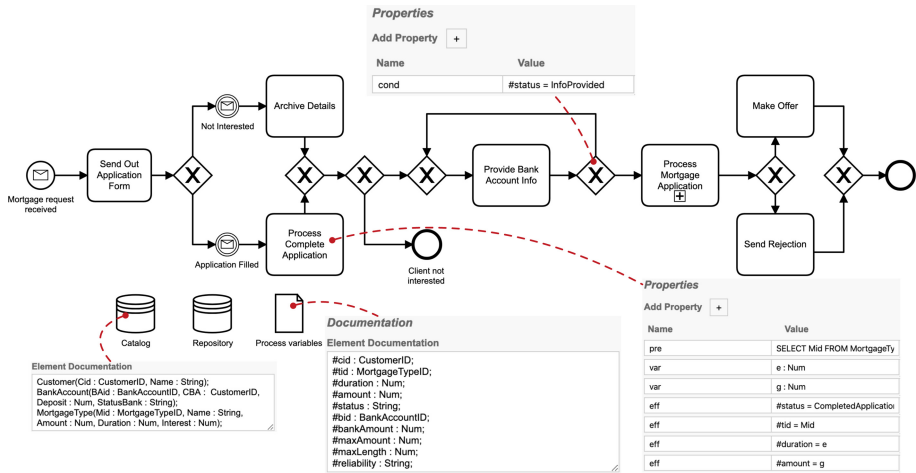 Properties
Add Property +
Name Value
cond #status = InfoProvided
Archive Details
Make Offer
Not Interested
Send Out
Application
Form
X
X
X
X
Provide Bank
Account Info
X
Process
Mortgage
Application
X
X
Mortgage request
received
Process
Complete
Application
Send Rejection
Application Filled
Client not
interested
Catalog
Repository
Process variables
Element Documentation
Customer(Cid : CustomerID, Name : String);
BankAccount(BAid : BankAccountID, CBA : CustomerID,
Deposit : Num, StatusBank : String);
MortgageType(Mid : MortgageTypeID, Name : String,
Amount : Num, Duration : Num, Interest : Num);
Documentation
Element Documentation
#cid : CustomerID;
#tid : MortgageTypeID;
#duration : Num;
#amount : Num;
#status : String;
#bid : BankAccountID;
#bankAmount : Num;
#maxAmount : Num;
#maxLength : Num;
#reliability : String;
Properties
Add Property +
Name Value
pre SELECT Mid FROM MortgageTy
var e : Num
var g : Num
eff #status = CompletedApplication
eff #tid = Mid
eff #duration = e
eff #amount = g